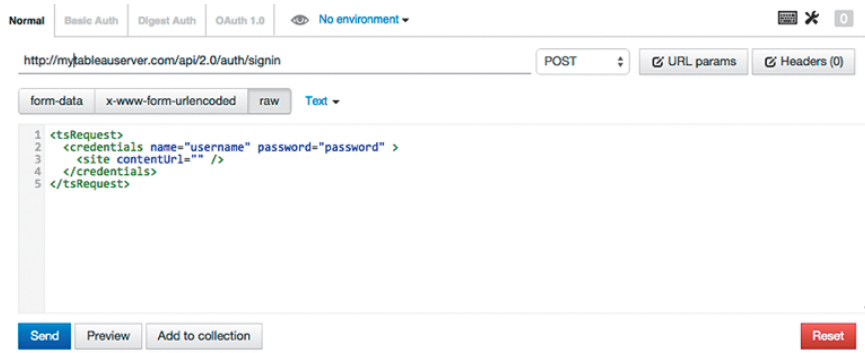 Normal Basic Auth Digest Auth OAuth 1.0 No environment 0
http://mytableauserver.com/api/2.0/auth/signin POST URL params Headers (0)
form-data x-www-form-urlencoded raw Text
1 <tsRequest>
2 <credentials name="username" password="password" >
3 <site contentUrl="" />
4 </credentials>
5 </tsRequest>
Send Preview Add to collection Reset